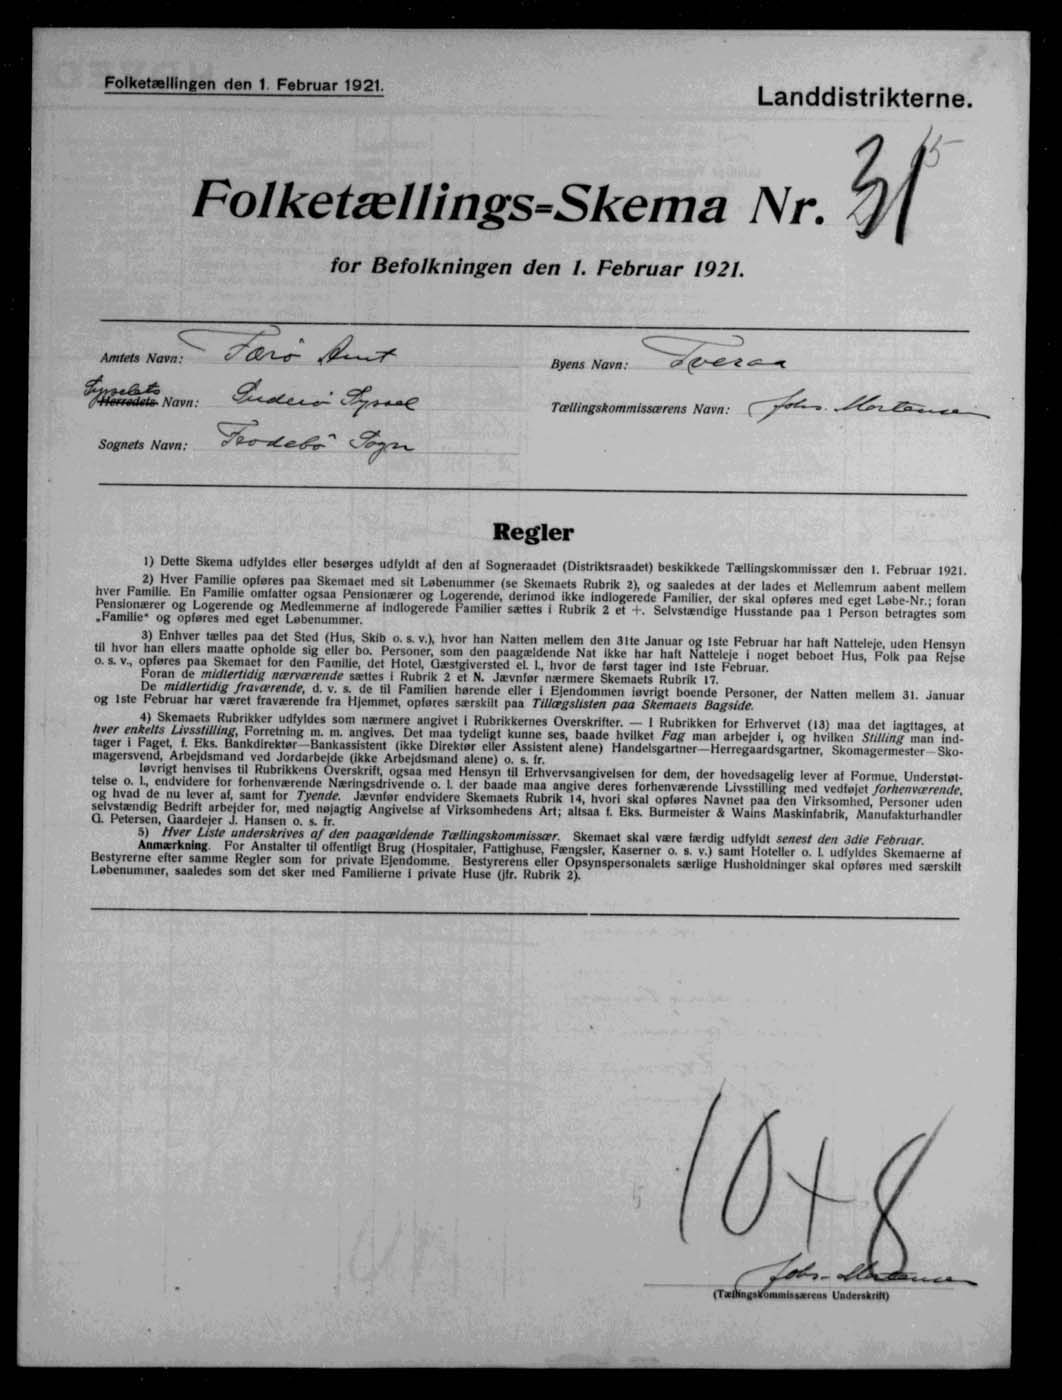 Folketællingen den 1. Februar 1921.
Landdistrikterne.
15
Folketællings=Skema Nr. 31
for Befolkningen den 1. Februar 1921.
Amtets Navn: Færø Amt
Byens Navn: Tveraa
Sysselets
Herredets Navn: Suderø Syssel
Tællingskommissærens Navn: Johs. Mortensen
Sognets Navn: Frodebø Sogn
Regler
1) Dette Skema udfyldes eller besørges udfyldt af den af Sogneraadet (Distriktsraadet) beskikkede Tællingskommissær den 1. Februar 1921.
2) Hver Familie opføres paa Skemaet med sit Løbenummer (se Skemaets Rubrik 2), og saaledes at der lades et Mellemrum aabent mellem
hver Familie. En Familie omfatter ogsaa Pensionærer og Logerende, derimod ikke indlogerede Familier, der skal opføres med eget Løbe-Nr.; foran
Pensionærer og Logerende og Medlemmerne af indlogerede Familier sættes i Rubrik 2 et +. Selvstændige Husstande paa 1 Person betragtes som
„Familie“ og opføres med eget Løbenummer.
3) Enhver tælles paa det Sted (Hus, Skib o. s. v.), hvor han Natten mellem den 31te Januar og 1ste Februar har haft Natteleje, uden Hensyn
til hvor han ellers maatte opholde sig eller bo. Personer, som den paagældende Nat ikke har haft Natteleje i noget beboet Hus, Folk paa Rejse
o. s. v., opføres paa Skemaet for den Familie, det Hotel, Gæstgiversted el. l., hvor de først tager ind 1ste Februar.
Foran de midlertidig nærværende sættes i Rubrik 2 et N. Jævnfør nærmere Skemaets Rubrik 17.
De midlertidig fraværende, d. v. s. de til Familien hørende eller i Ejendommen iøvrigt boende Personer, der Natten mellem 31. Januar
og 1ste Februar har været fraværende fra Hjemmet, opføres særskilt paa Tillægslisten paa Skemaels Bagside.
4) Skemaets Rubrikker udfyldes som nærmere angivet i Rubrikkernes Overskrifter. — I Rubrikken for Erhvervet (13) maa det iagttages, at
hver enkelts Livsstilling, Forretning m. m. angives. Det maa tydeligt kunne ses, baade hvilket Fag man arbejder i, og hvilken Stilling man ind-
tager i Faget, f. Eks. Bankdirektør—Bankassistent (ikke Direktør eller Assistent alene) Handelsgartner—Herregaardsgartner, Skomagermester—Sko-
magersvend, Arbejdsmand ved Jordarbejde (ikke Arbejdsmand alene) o. s. fr.
Iøvrigt henvises til Rubrikkens Overskrift, ogsaa med Hensyn til Erhvervsangivelsen for dem, der hovedsagelig lever af Formue, Understøt-
telse o. l., endvidere for forhenværende Næringsdrivende o. l. der baade maa angive deres forhenværende Livsstilling med vedføjet forhenværende,
og hvad de nu lever af, samt for Tyende. Jævnfør endvidere Skemaets Rubrik 14, hvori skal opføres Navnet paa den Virksomhed, Personer uden
selvstændig Bedrift arbejder for, med nøjagtig Angivelse af Virksomhedens Art; altsaa f. Eks. Burmeister & Wains Maskinfabrik, Manufakturhandler
G. Petersen, Gaardejer J. Hansen o. s. fr.
5) Hver Liste underskrives af den paagældende Tællingskommissær. Skemaet skal være færdig udfyldt senest den 3die Februar.
Anmærkning. For Anstalter til offentligt Brug (Hospitaler, Fattighuse, Fængsler, Kaserner o. s. v.) samt Hoteller o. l. udfyldes Skemaerne af
Bestyrerne efter samme Regler som for private Ejendomme. Bestyrerens eller Opsynspersonalets særlige Husholdninger skal opføres med særskilt
Løbenummer, saaledes som det sker med Familierne i private Huse (jfr. Rubrik 2).
10 + 8
Johs. Mortensen
(Tællingskommissærens Underskrift)